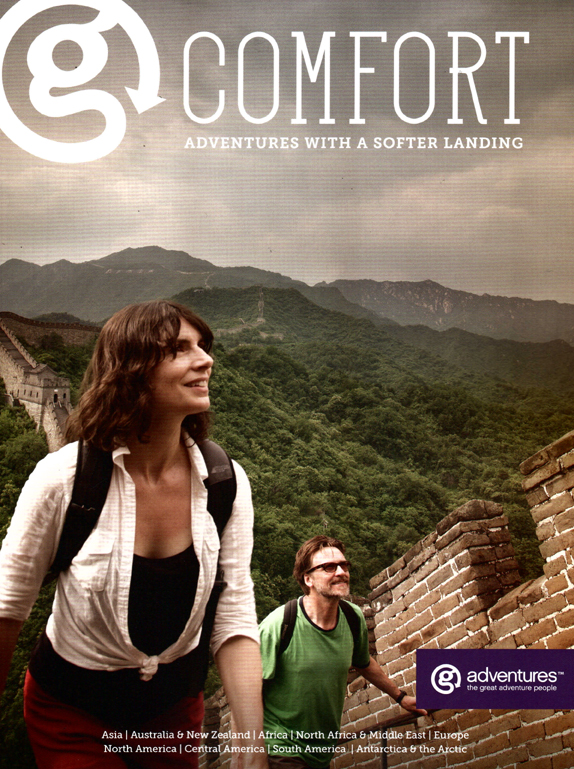 g COMFORT
ADVENTURES WITH A SOFTER LANDING
g adventures™
the great adventure people
Asia | Australia & New Zealand | Africa | North Africa & Middle East | Europe
North America | Central America | South America | Antarctica & the Arctic